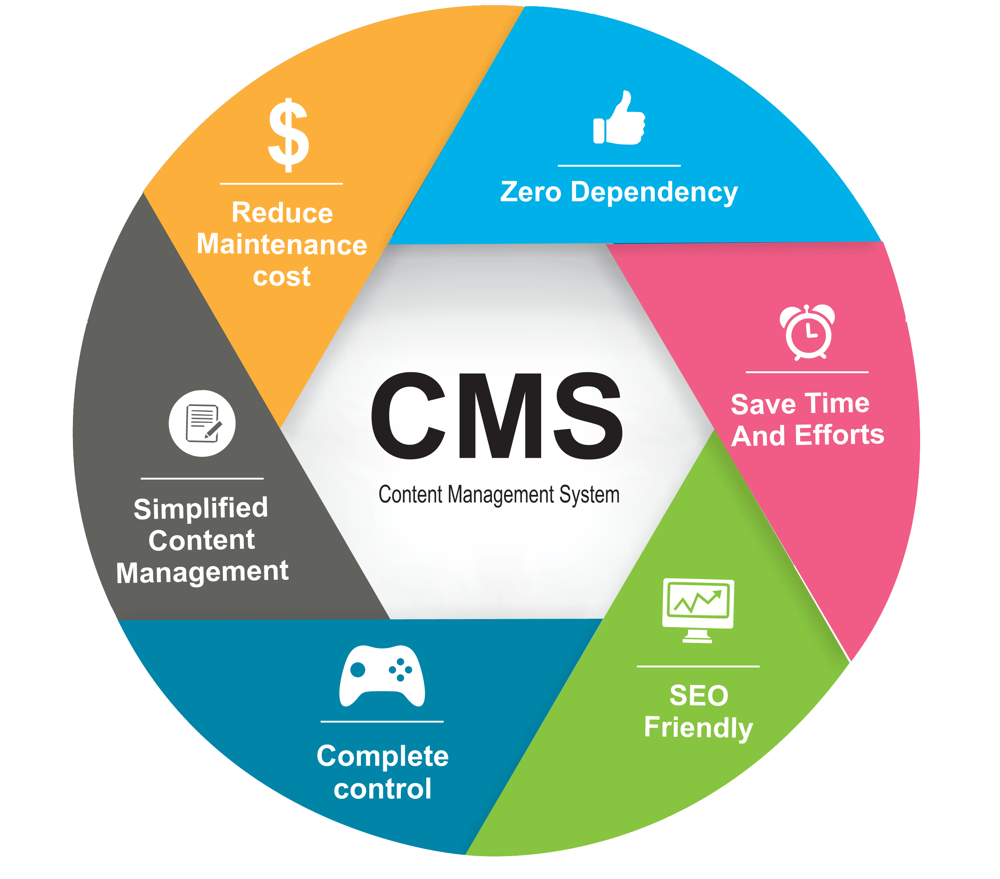 $
Reduce
Maintenance
cost
Zero Dependency
Save Time
And Efforts
SEO
Friendly
Complete
control
Simplified
Content
Management
CMS
Content Management System